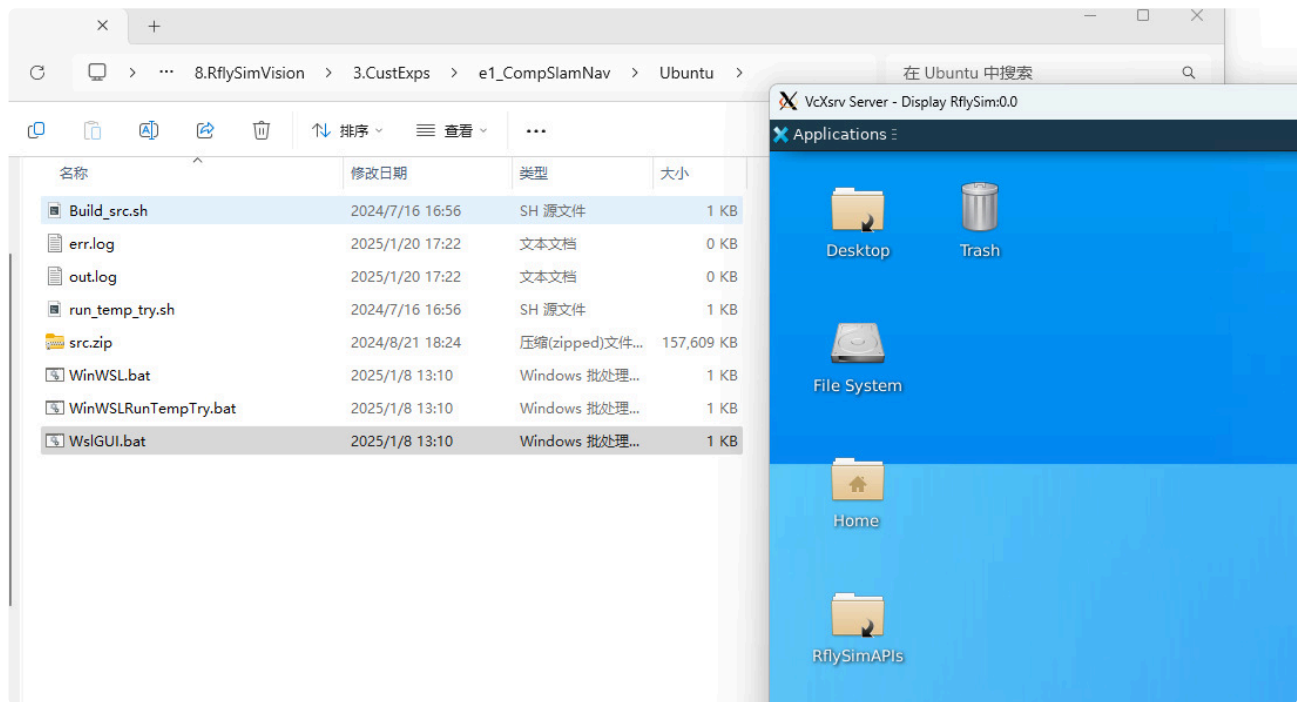 ··· 8.RflySimVision > 3.CustExps > e1_CompSlamNav > Ubuntu >
在 Ubuntu 中搜索
排序
查看
···
名称 修改日期 类型 大小
Build_src.sh 2024/7/16 16:56 SH 源文件 1 KB
err.log 2025/1/20 17:22 文本文档 0 KB
out.log 2025/1/20 17:22 文本文档 0 KB
run_temp_try.sh 2024/7/16 16:56 SH 源文件 1 KB
src.zip 2024/8/21 18:24 压缩(zipped)文件... 157,609 KB
WinWSL.bat 2025/1/8 13:10 Windows 批处理... 1 KB
WinWSLRunTempTry.bat 2025/1/8 13:10 Windows 批处理... 1 KB
WslGUI.bat 2025/1/8 13:10 Windows 批处理... 1 KB
VcXsrv Server - Display RflySim:0.0
Applications
Desktop
Trash
File System
Home
RflySimAPIs